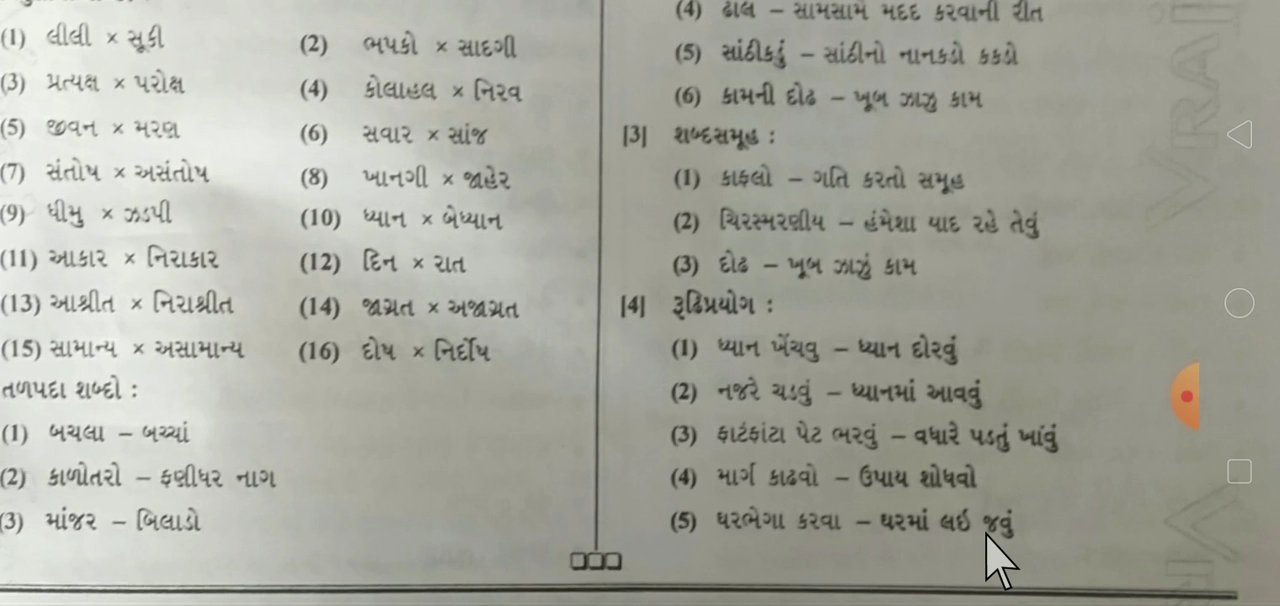 (1) લીલી × સૂકી
(2) ભપકો × સાદગી
(3) પ્રત્યક્ષ × પરોક્ષ
(4) કોલાહલ × નિરવ
(5) જીવન × મરણ
(6) સવાર × સાંજ
(7) સંતોષ × અસંતોષ
(8) ખાનગી × જાહેર
(9) ધીમુ × ઝડપી
(10) ધ્યાન × બેધ્યાન
(11) આકાર × નિરાકાર
(12) દિન × રાત
(13) આશ્રીત × નિરાશ્રીત
(14) જાગ્રત × અજાગ્રત
(15) સામાન્ય × અસામાન્ય
(16) દોષ × નિર્દોષ
તળપદા શબ્દો :
(1) બચલા – બચ્ચાં
(2) કાળોતરો – ફણીધર નાગ
(3) માંજર – બિલાડો
(4) ઢાલ – સામસામે મદદ કરવાની રીત
(5) સાંઠીકડું – સાંઠીનો નાનકડો કકડો
(6) કામની દોઢ – ખૂબ ઝાઝુ કામ
[3] શબ્દસમૂહ :
(1) કાફલો – ગતિ કરતો સમૂહ
(2) ચિરસ્મરણીય – હંમેશા યાદ રહે તેવું
(3) દોઢ – ખૂબ ઝાઝું કામ
[4] રૂઢિપ્રયોગ :
(1) ધ્યાન ખેંચવુ – ધ્યાન દોરવું
(2) નજરે ચડવું – ધ્યાનમાં આવવું
(3) ફાટંફાંટા પેટ ભરવું – વધારે પડતું ખાંવું
(4) માર્ગ કાઢવો – ઉપાય શોધવો
(5) ઘરભેગા કરવા – ઘરમાં લઇ જવું